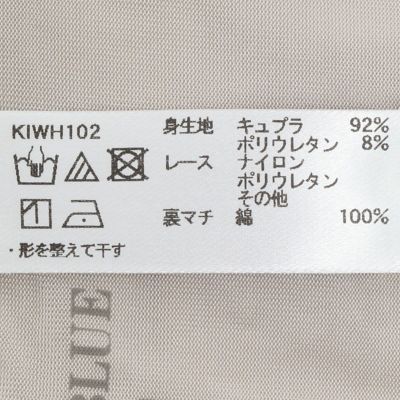 KIWH102
身生地 キュプラ 92%
ポリウレタン 8%
レース ナイロン
ポリウレタン
その他
裏マチ 綿 100%
・形を整えて干す
BLUE